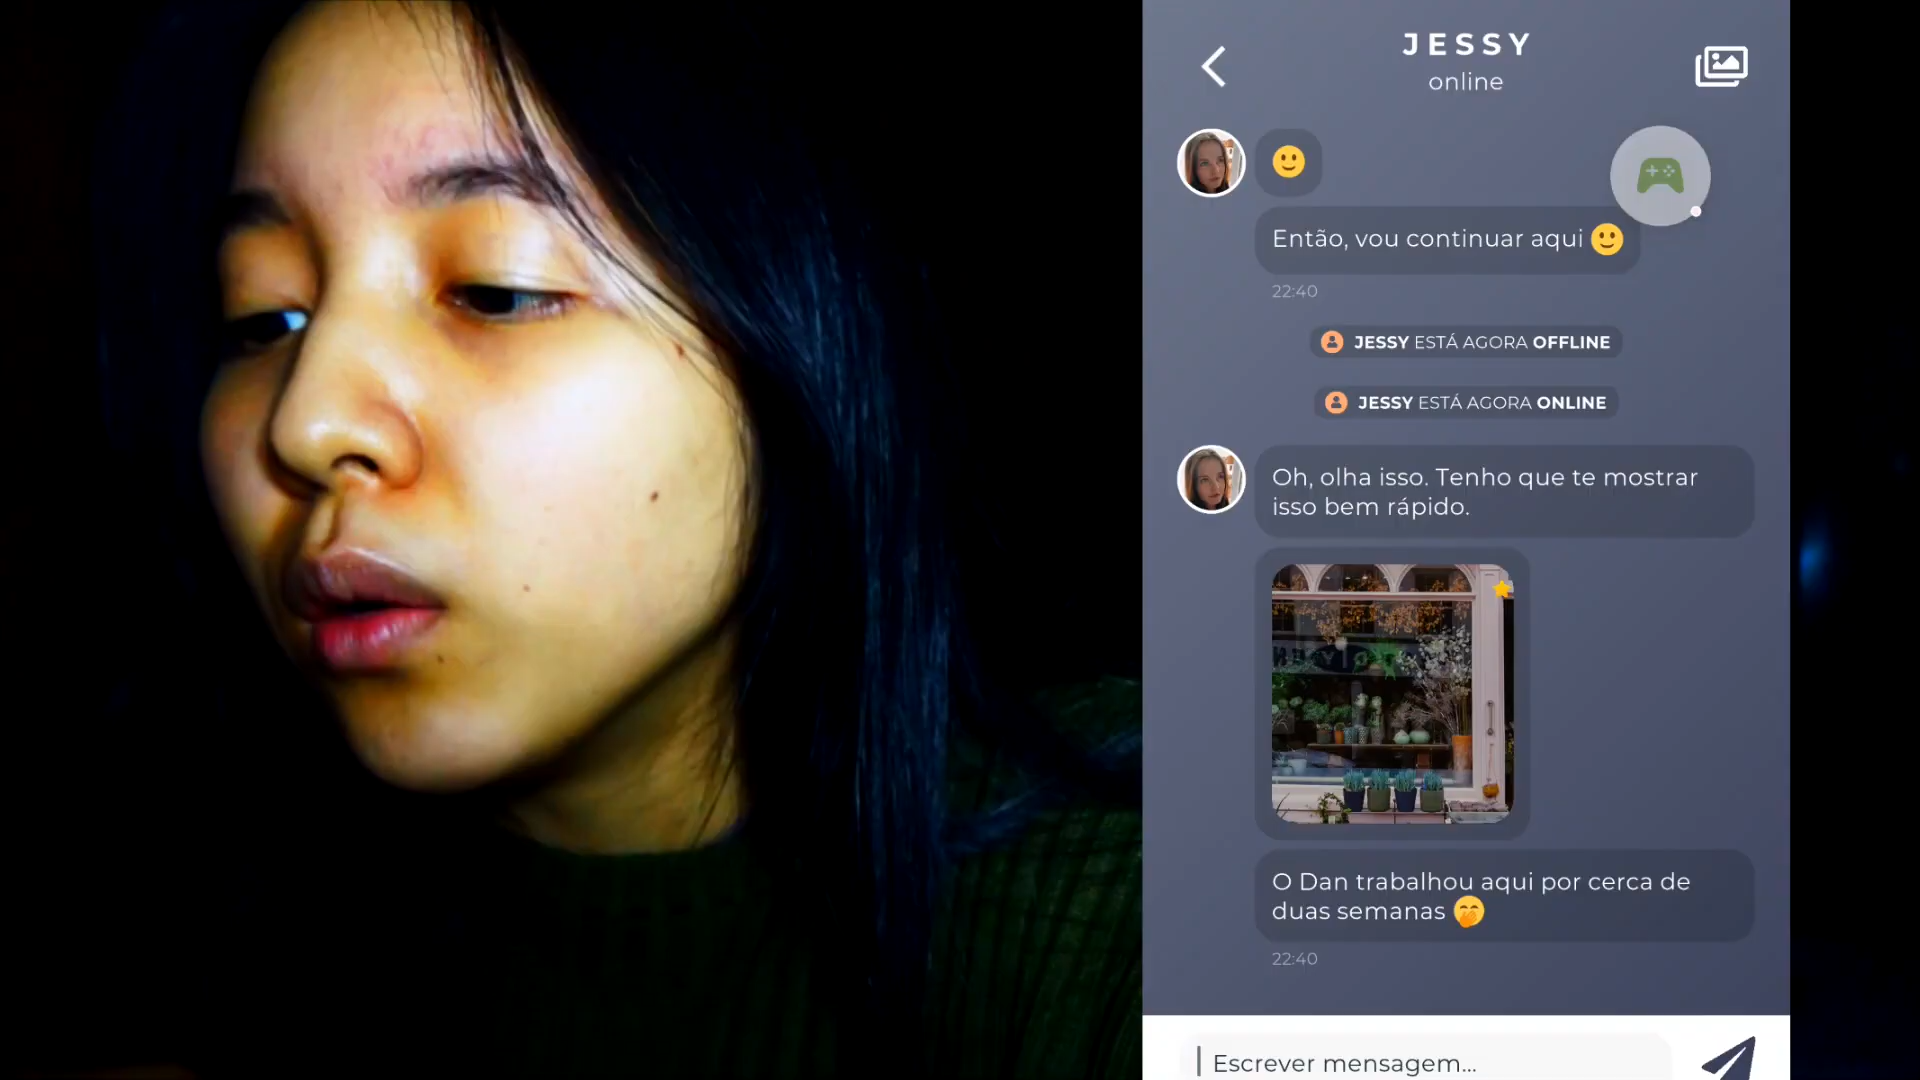 JESSY
online
Então, vou continuar aqui 🙂
22:40
JESSY ESTÁ AGORA OFFLINE
JESSY ESTÁ AGORA ONLINE
Oh, olha isso. Tenho que te mostrar
isso bem rápido.
O Dan trabalhou aqui por cerca de
duas semanas 🤭
22:40
Escrever mensagem...